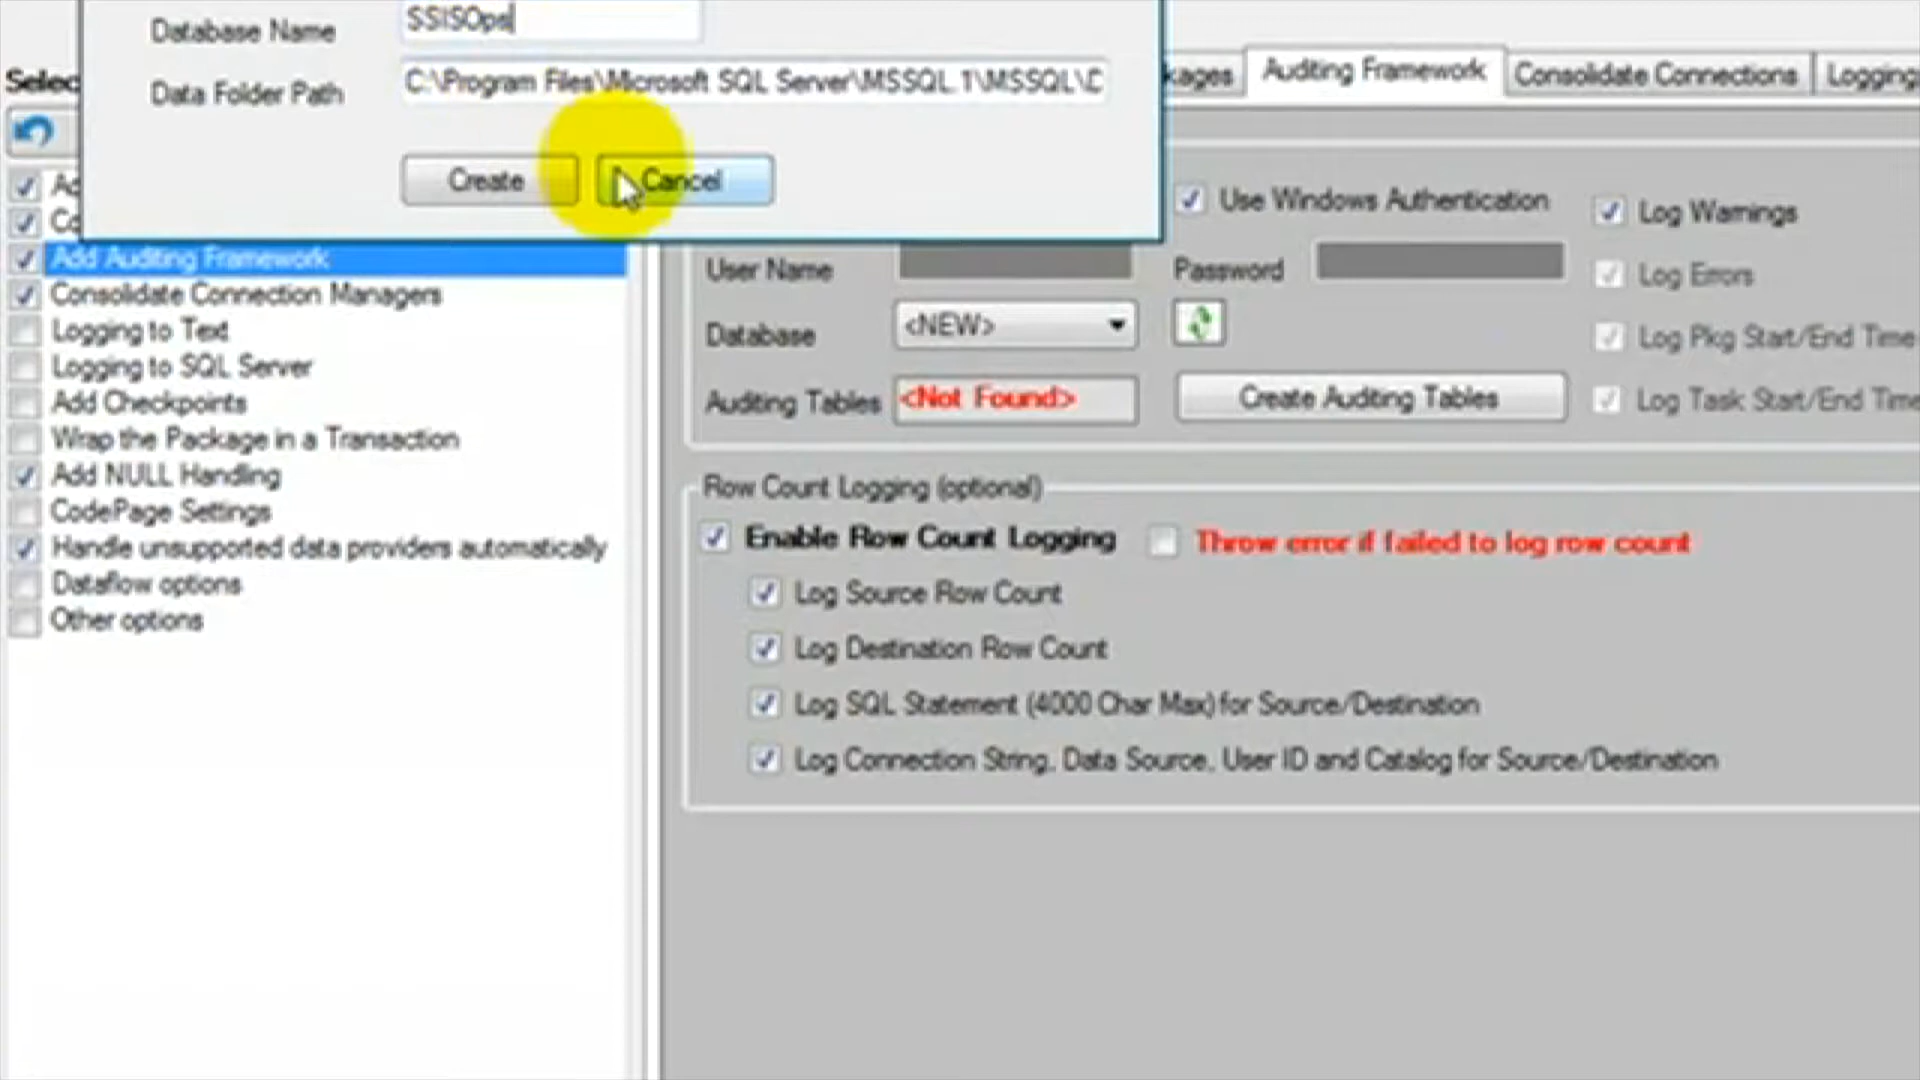 Database Name
SSISOps
Data Folder Path
C:\Program Files\Microsoft SQL Server\MSSQL.1\MSSQL\D
Create
Cancel
Selec
kages
Auditing Framework
Consolidate Connections
Logging
Ad
Co
Add Auditing Framework
Consolidate Connection Managers
Logging to Text
Logging to SQL Server
Add Checkpoints
Wrap the Package in a Transaction
Add NULL Handling
CodePage Settings
Handle unsupported data providers automatically
Dataflow options
Other options
Use Windows Authentication
Log Warnings
User Name
Password
Log Errors
Database
<NEW>
Log Pkg Start/End Time
Auditing Tables
<Not Found>
Create Auditing Tables
Log Task Start/End Time
Row Count Logging (optional)
Enable Row Count Logging
Throw error if failed to log row count
Log Source Row Count
Log Destination Row Count
Log SQL Statement (4000 Char Max) for Source/Destination
Log Connection String, Data Source, User ID and Catalog for Source/Destination